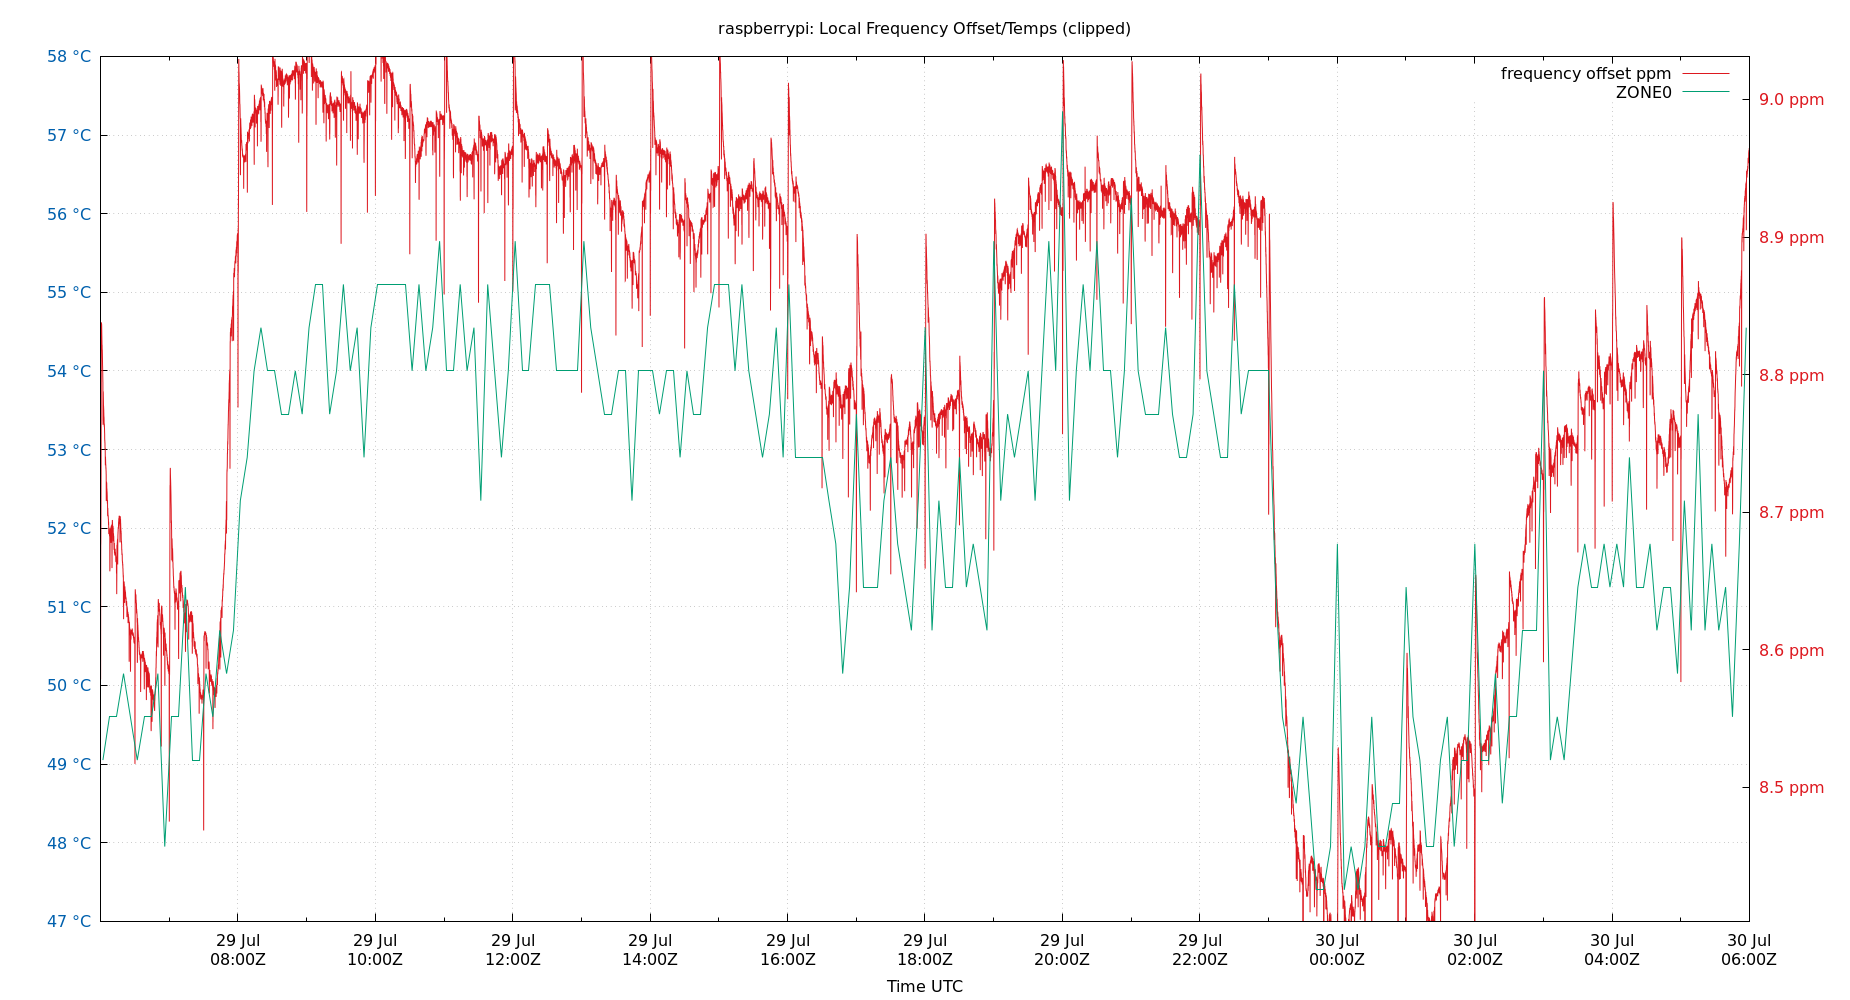 raspberrypi: Local Frequency Offset/Temps (clipped)
frequency offset ppm
ZONE0
58 °C
57 °C
56 °C
55 °C
54 °C
53 °C
52 °C
51 °C
50 °C
49 °C
48 °C
47 °C
9.0 ppm
8.9 ppm
8.8 ppm
8.7 ppm
8.6 ppm
8.5 ppm
29 Jul
08:00Z
29 Jul
10:00Z
29 Jul
12:00Z
29 Jul
14:00Z
29 Jul
16:00Z
29 Jul
18:00Z
29 Jul
20:00Z
29 Jul
22:00Z
30 Jul
00:00Z
30 Jul
02:00Z
30 Jul
04:00Z
30 Jul
06:00Z
Time UTC